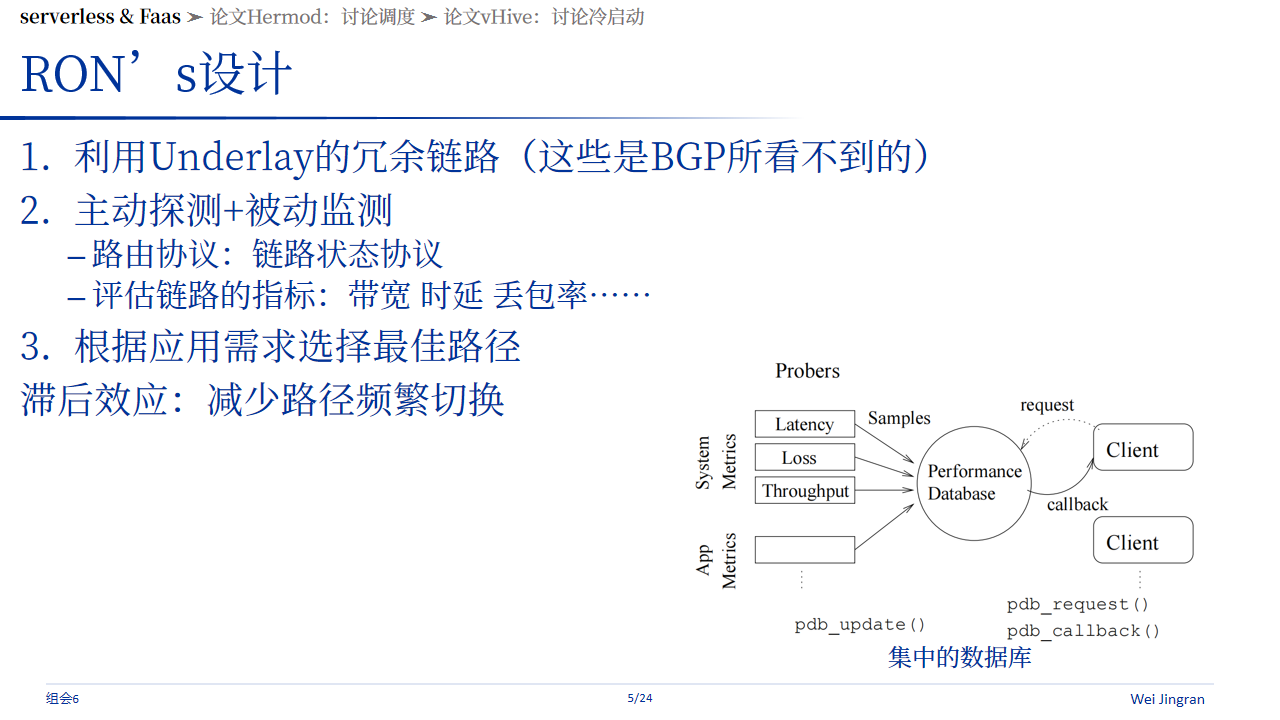 serverless & Faas ➢ 论文Hermod：讨论调度 ➢ 论文vHive：讨论冷启动
RON’s设计
1. 利用Underlay的冗余链路（这些是BGP所看不到的）
2. 主动探测+被动监测
–路由协议：链路状态协议
–评估链路的指标：带宽 时延 丢包率……
3. 根据应用需求选择最佳路径
滞后效应：减少路径频繁切换
Probers
System
Metrics
Latency
Loss
Throughput
App
Metrics
Samples
Performance
Database
request
callback
Client
Client
pdb_update()
pdb_request()
pdb_callback()
集中的数据库
组会6
5/24
Wei Jingran